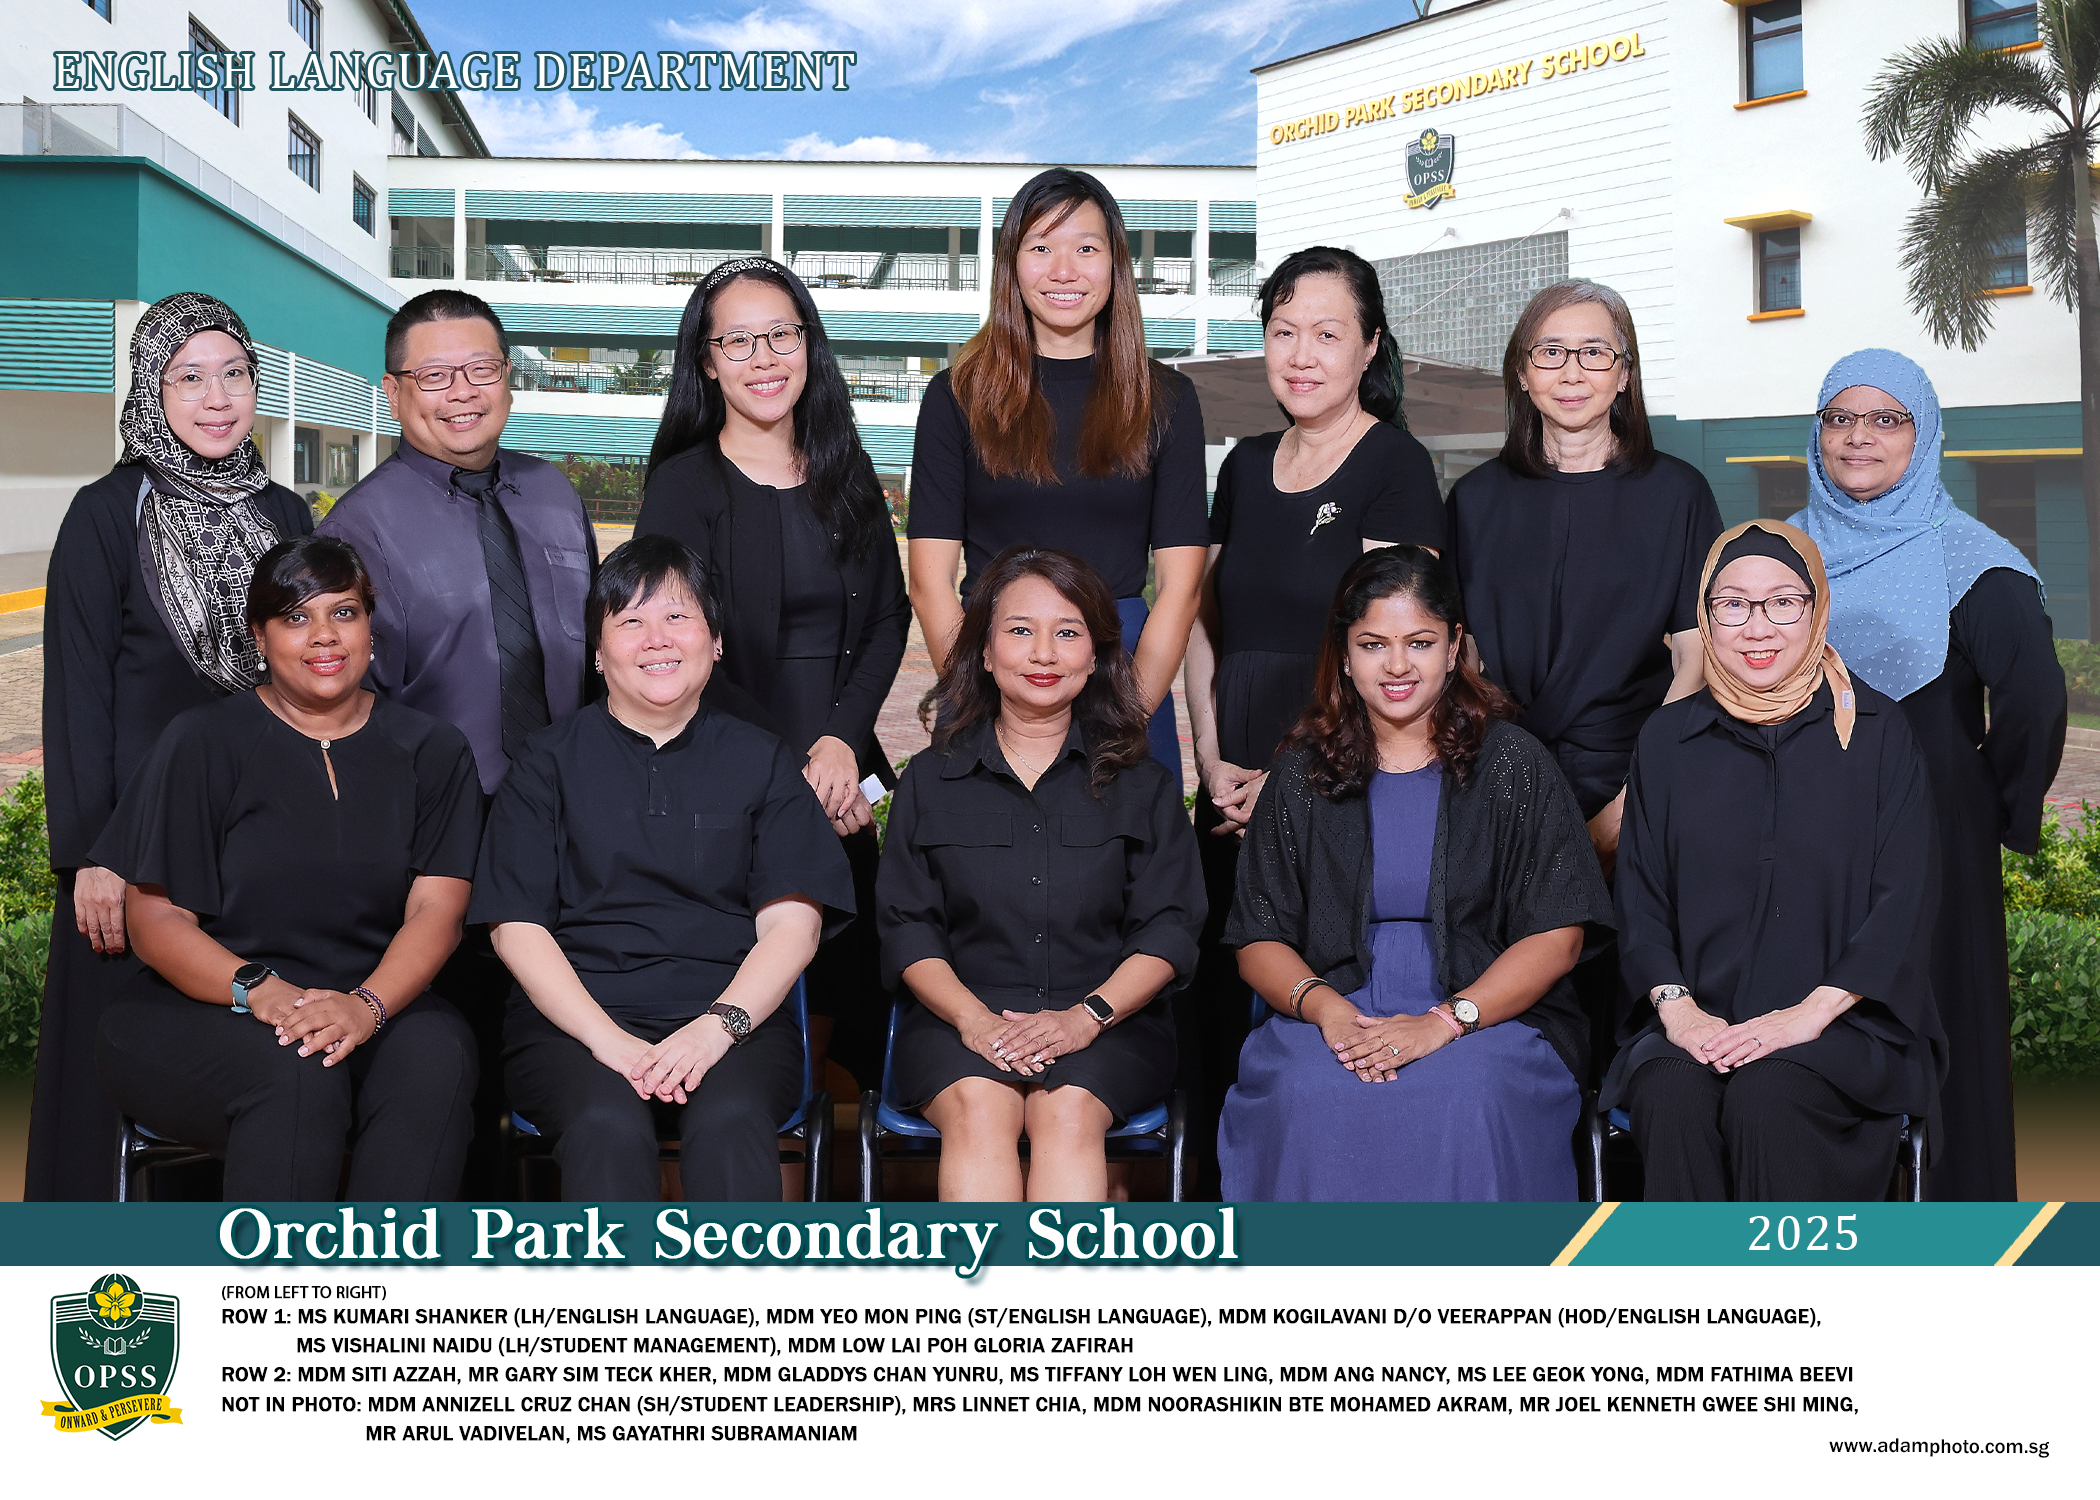 ENGLISH LANGUAGE DEPARTMENT
ORCHID PARK SECONDARY SCHOOL
OPSS
Orchid Park Secondary School
2025
OPSS
ONWARD & PERSEVERE
(FROM LEFT TO RIGHT)
ROW 1: MS KUMARI SHANKER (LH/ENGLISH LANGUAGE), MDM YEO MON PING (ST/ENGLISH LANGUAGE), MDM KOGILAVANI D/O VEERAPPAN (HOD/ENGLISH LANGUAGE),
MS VISHALINI NAIDU (LH/STUDENT MANAGEMENT), MDM LOW LAI POH GLORIA ZAFIRAH
ROW 2: MDM SITI AZZAH, MR GARY SIM TECK KHER, MDM GLADDYS CHAN YUNRU, MS TIFFANY LOH WEN LING, MDM ANG NANCY, MS LEE GEOK YONG, MDM FATHIMA BEEVI
NOT IN PHOTO: MDM ANNIZELL CRUZ CHAN (SH/STUDENT LEADERSHIP), MRS LINNET CHIA, MDM NOORASHIKIN BTE MOHAMED AKRAM, MR JOEL KENNETH GWEE SHI MING,
MR ARUL VADIVELAN, MS GAYATHRI SUBRAMANIAM
www.adamphoto.com.sg